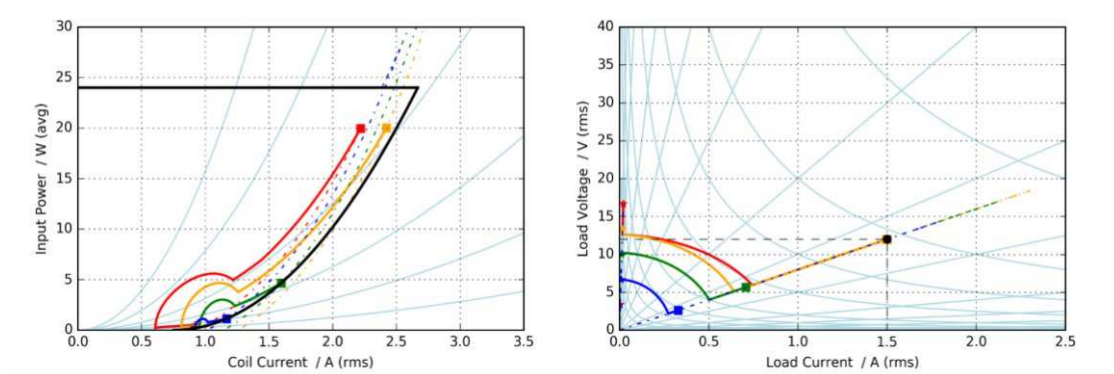 30
25
20
15
10
5
0
Input Power / W (avg)
0.0 0.5 1.0 1.5 2.0 2.5 3.0 3.5
Coil Current / A (rms)
40
35
30
25
20
15
10
5
0
Load Voltage / V (rms)
0.0 0.5 1.0 1.5 2.0 2.5
Load Current / A (rms)